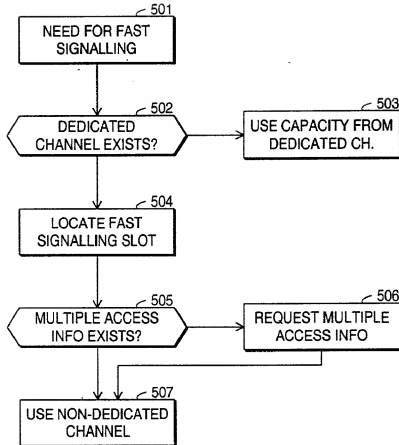 501
NEED FOR FAST
SIGNALLING
502
DEDICATED
CHANNEL EXISTS?
503
USE CAPACITY FROM
DEDICATED CH.
504
LOCATE FAST
SIGNALLING SLOT
505
MULTIPLE ACCESS
INFO EXISTS?
506
REQUEST MULTIPLE
ACCESS INFO
507
USE NON-DEDICATED
CHANNEL